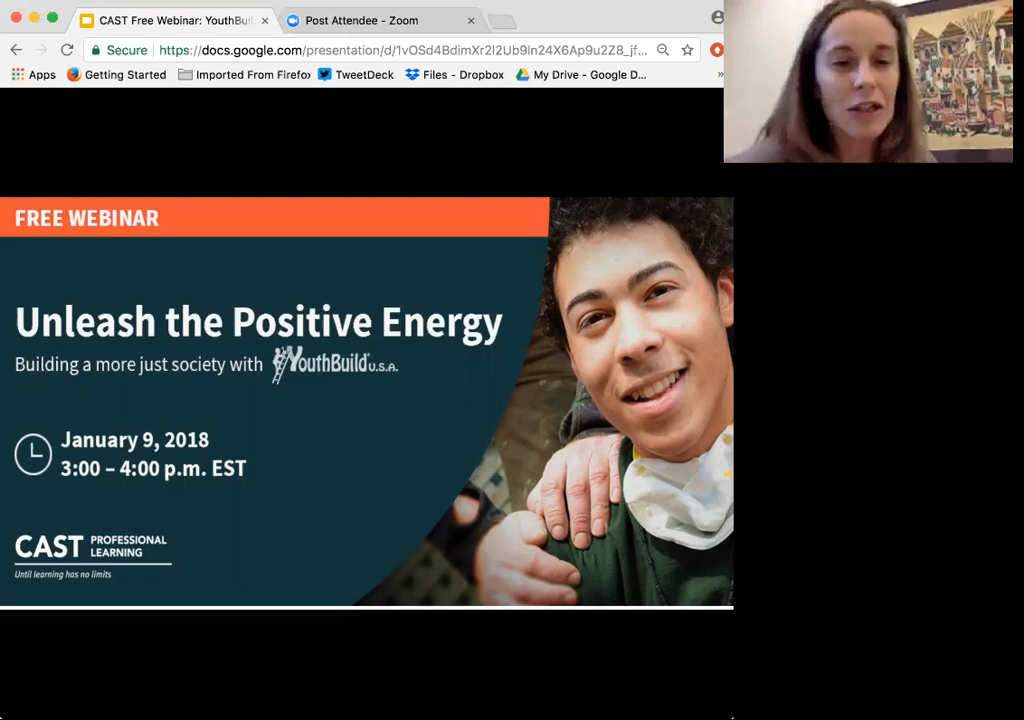 CAST Free Webinar: YouthBuil
Post Attendee - Zoom
Secure
https://docs.google.com/presentation/d/1vOSd4BdimXr2l2Ub9ln24X6Ap9u2Z8_jf...
Apps
Getting Started
Imported From Firefox
TweetDeck
Files - Dropbox
My Drive - Google D...
»
FREE WEBINAR
Unleash the Positive Energy
Building a more just society with YouthBuild U.S.A.
January 9, 2018
3:00 – 4:00 p.m. EST
CAST PROFESSIONAL
LEARNING
Until learning has no limits